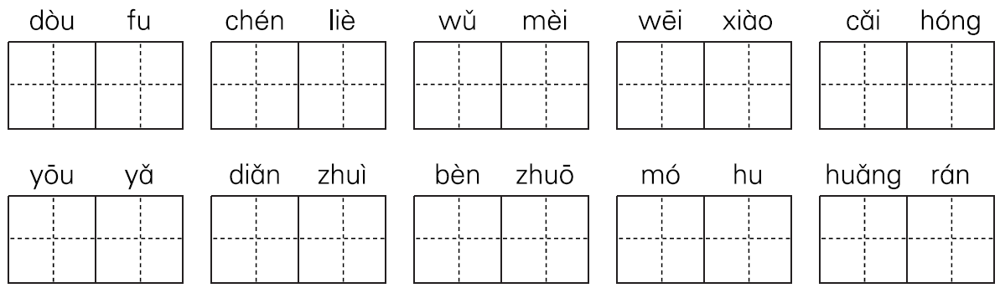 dòu fu chén liè wǔ mèi wēi xiào cǎi hóng
yōu yǎ diǎn zhuì bèn zhuō mó hu huǎng rán